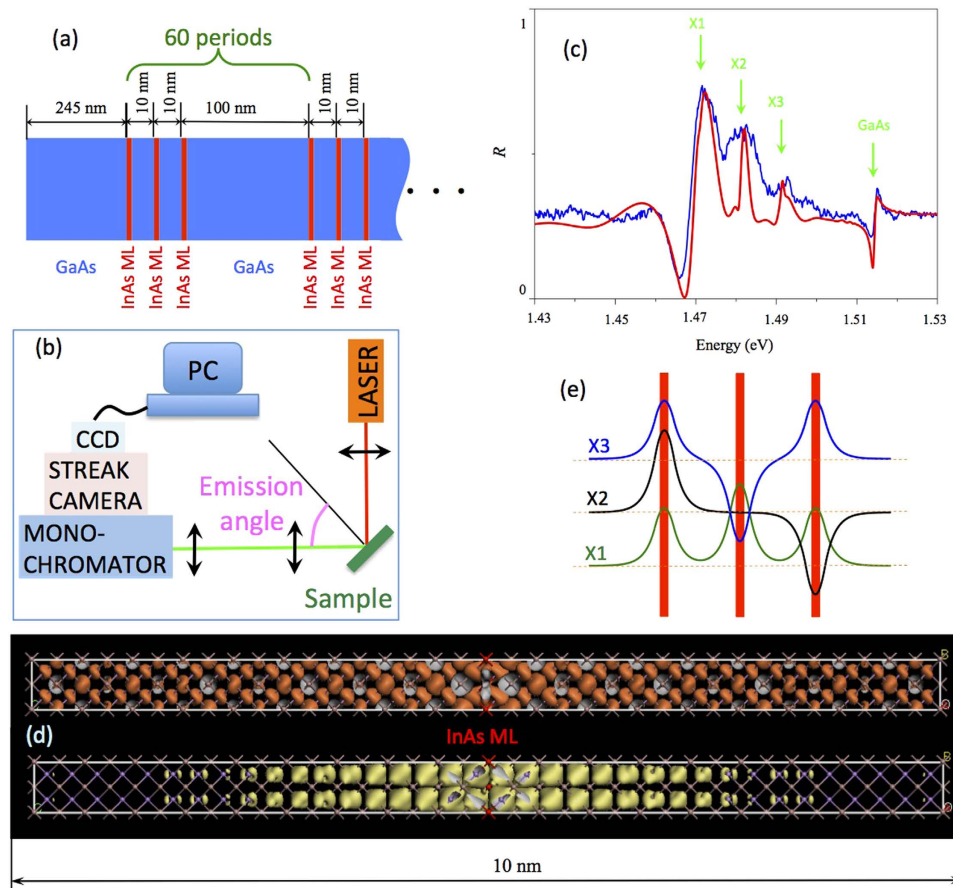 (a)
60 periods
10 nm
10 nm
10 nm
10 nm
245 nm
100 nm
GaAs
InAs ML
InAs ML
InAs ML
GaAs
InAs ML
InAs ML
InAs ML
(b)
PC
LASER
CCD
STREAK
CAMERA
MONO-
CHROMATOR
Emission
angle
Sample
(c)
X1
X2
X3
GaAs
1
R
0
1.43
1.45
1.47
1.49
1.51
1.53
Energy (eV)
(e)
X3
X2
X1
(d)
InAs ML
10 nm